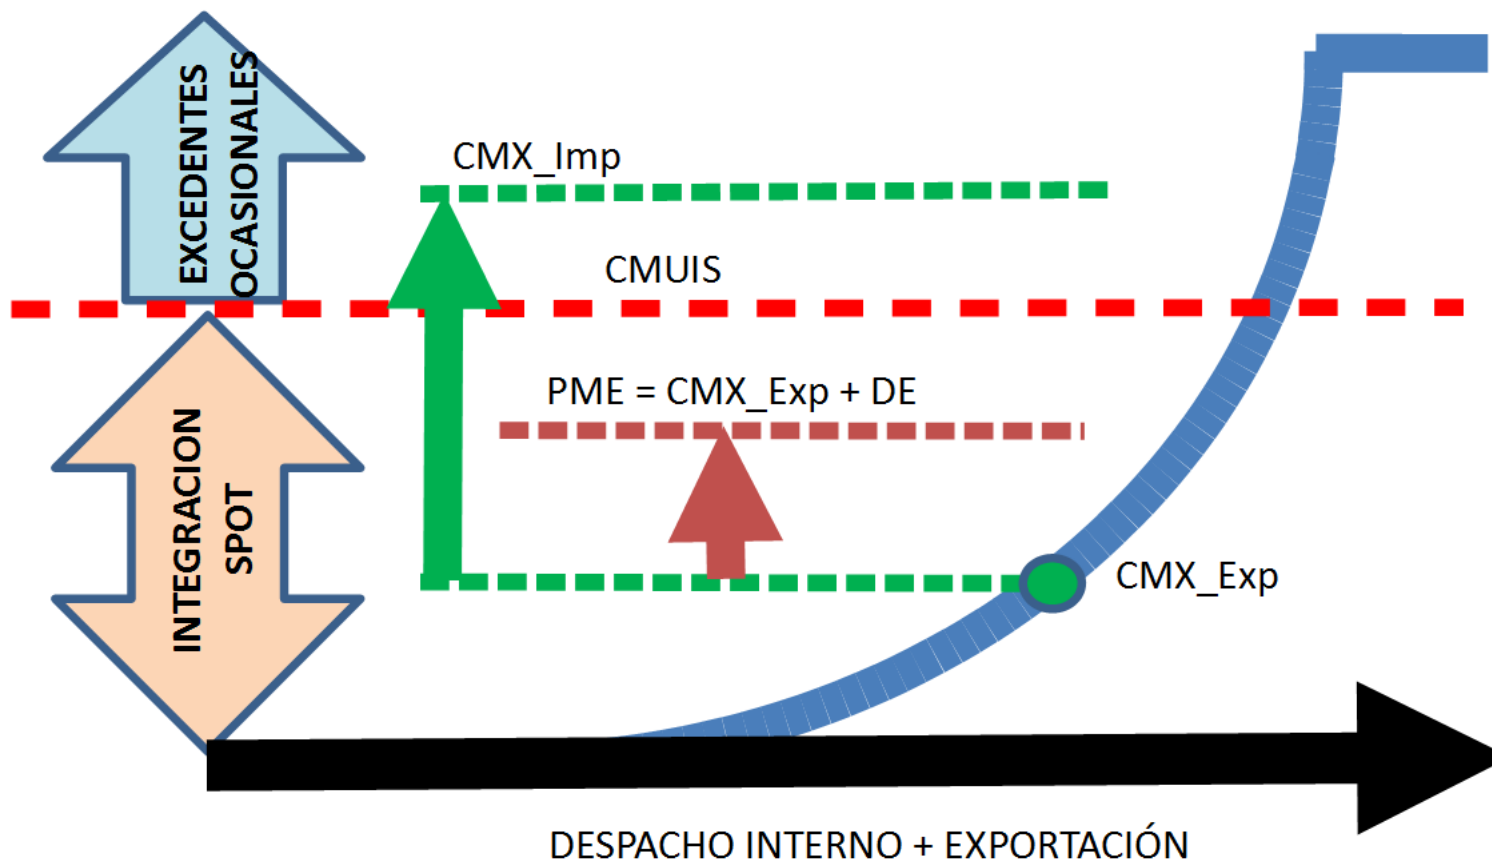 EXCEDENTES
OCASIONALES
CMX_Imp
CMUIS
PME = CMX_Exp + DE
INTEGRACION
SPOT
CMX_Exp
DESPACHO INTERNO + EXPORTACIÓN